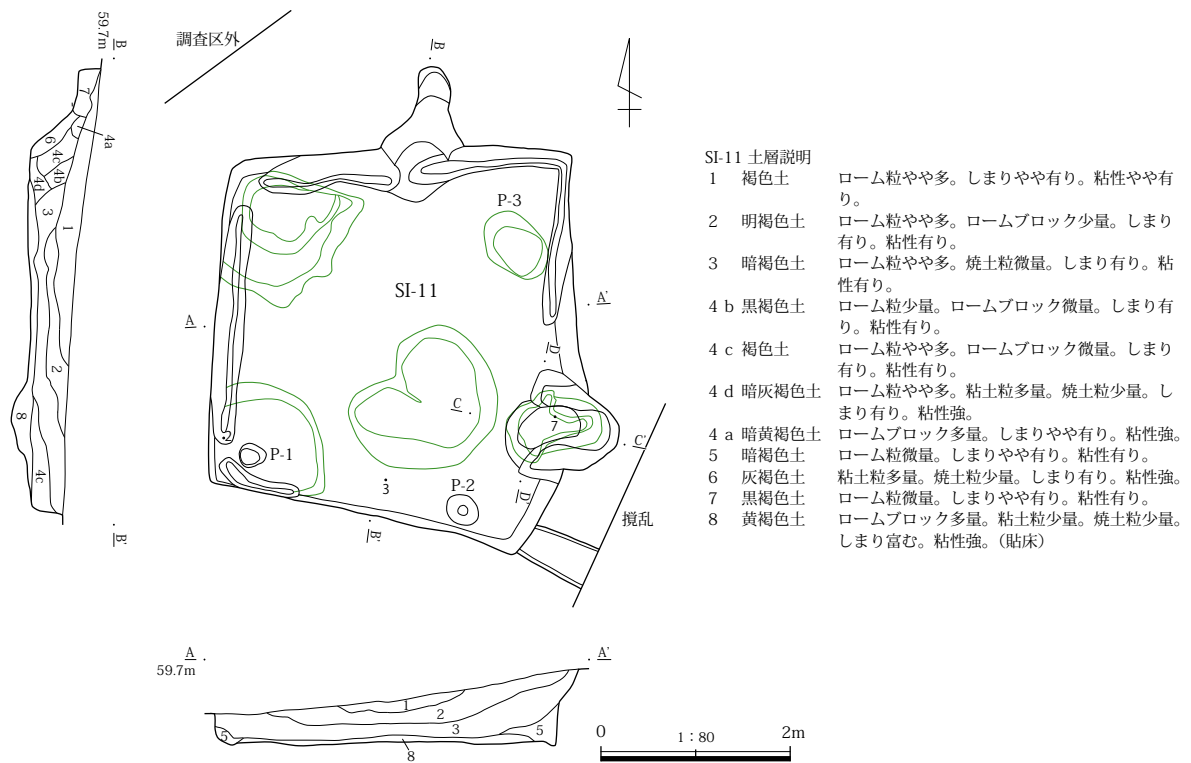 調査区外
B
59.7m
B
7
4a
6
4c
4b
4d
3
1
2
8
4c
B'
P-3
SI-11
A
A'
D
C
7
C'
2
P-1
3
P-2
D'
B'
撹乱
SI-11 土層説明
1 褐色土 ローム粒やや多。しまりやや有り。粘性やや有
り。
2 明褐色土 ローム粒やや多。ロームブロック少量。しまり
有り。粘性有り。
3 暗褐色土 ローム粒やや多。焼土粒微量。しまり有り。粘
性有り。
4 b 黒褐色土 ローム粒少量。ロームブロック微量。しまり有
り。粘性有り。
4 c 褐色土 ローム粒やや多。ロームブロック微量。しまり
有り。粘性有り。
4 d 暗灰褐色土 ローム粒やや多。粘土粒多量。焼土粒少量。し
まり有り。粘性強。
4 a 暗黄褐色土 ロームブロック多量。しまりやや有り。粘性強。
5 暗褐色土 ローム粒微量。しまりやや有り。粘性有り。
6 灰褐色土 粘土粒多量。焼土粒少量。しまり有り。粘性強。
7 黒褐色土 ローム粒微量。しまりやや有り。粘性有り。
8 黄褐色土 ロームブロック多量。粘土粒少量。焼土粒少量。
しまり富む。粘性強。（貼床）
A
59.7m
A'
1
2
3
5
5
8
0 1：80 2m